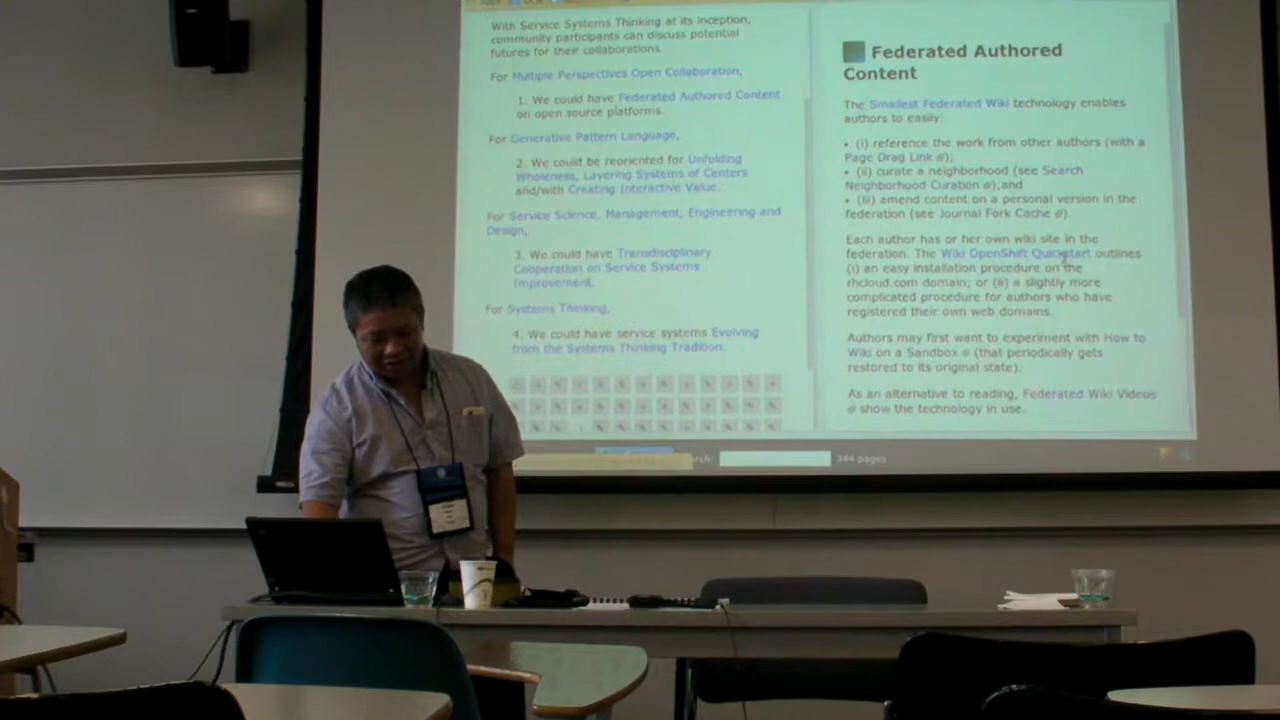 With Service Systems Thinking at its inception,
community participants can discuss potential
futures for their collaborations.
For Multiple Perspectives Open Collaboration,
1. We could have Federated Authored Content
on open source platforms.
For Generative Pattern Language,
2. We could be reoriented for Unfolding
Wholeness, Layering Systems of Centers
and/with Creating Interactive Value.
For Service Science, Management, Engineering and
Design,
3. We could have Transdisciplinary
Cooperation on Service Systems
Improvement.
For Systems Thinking,
4. We could have service systems Evolving
from the Systems Thinking Tradition.
Federated Authored
Content
The Smallest Federated Wiki technology enables
authors to easily:
• (i) reference the work from other authors (with a
Page Drag Link);
• (ii) curate a neighborhood (see Search
Neighborhood Curation);and
• (iii) amend content on a personal version in the
federation (see Journal Fork Cache).
Each author has or her own wiki site in the
federation. The Wiki OpenShift Quickstart outlines
(i) an easy installation procedure on the
rhcloud.com domain; or (ii) a slightly more
complicated procedure for authors who have
registered their own web domains.
Authors may first want to experiment with How to
Wiki on a Sandbox (that periodically gets
restored to its original state).
As an alternative to reading, Federated Wiki Videos
show the technology in use.
344 pages